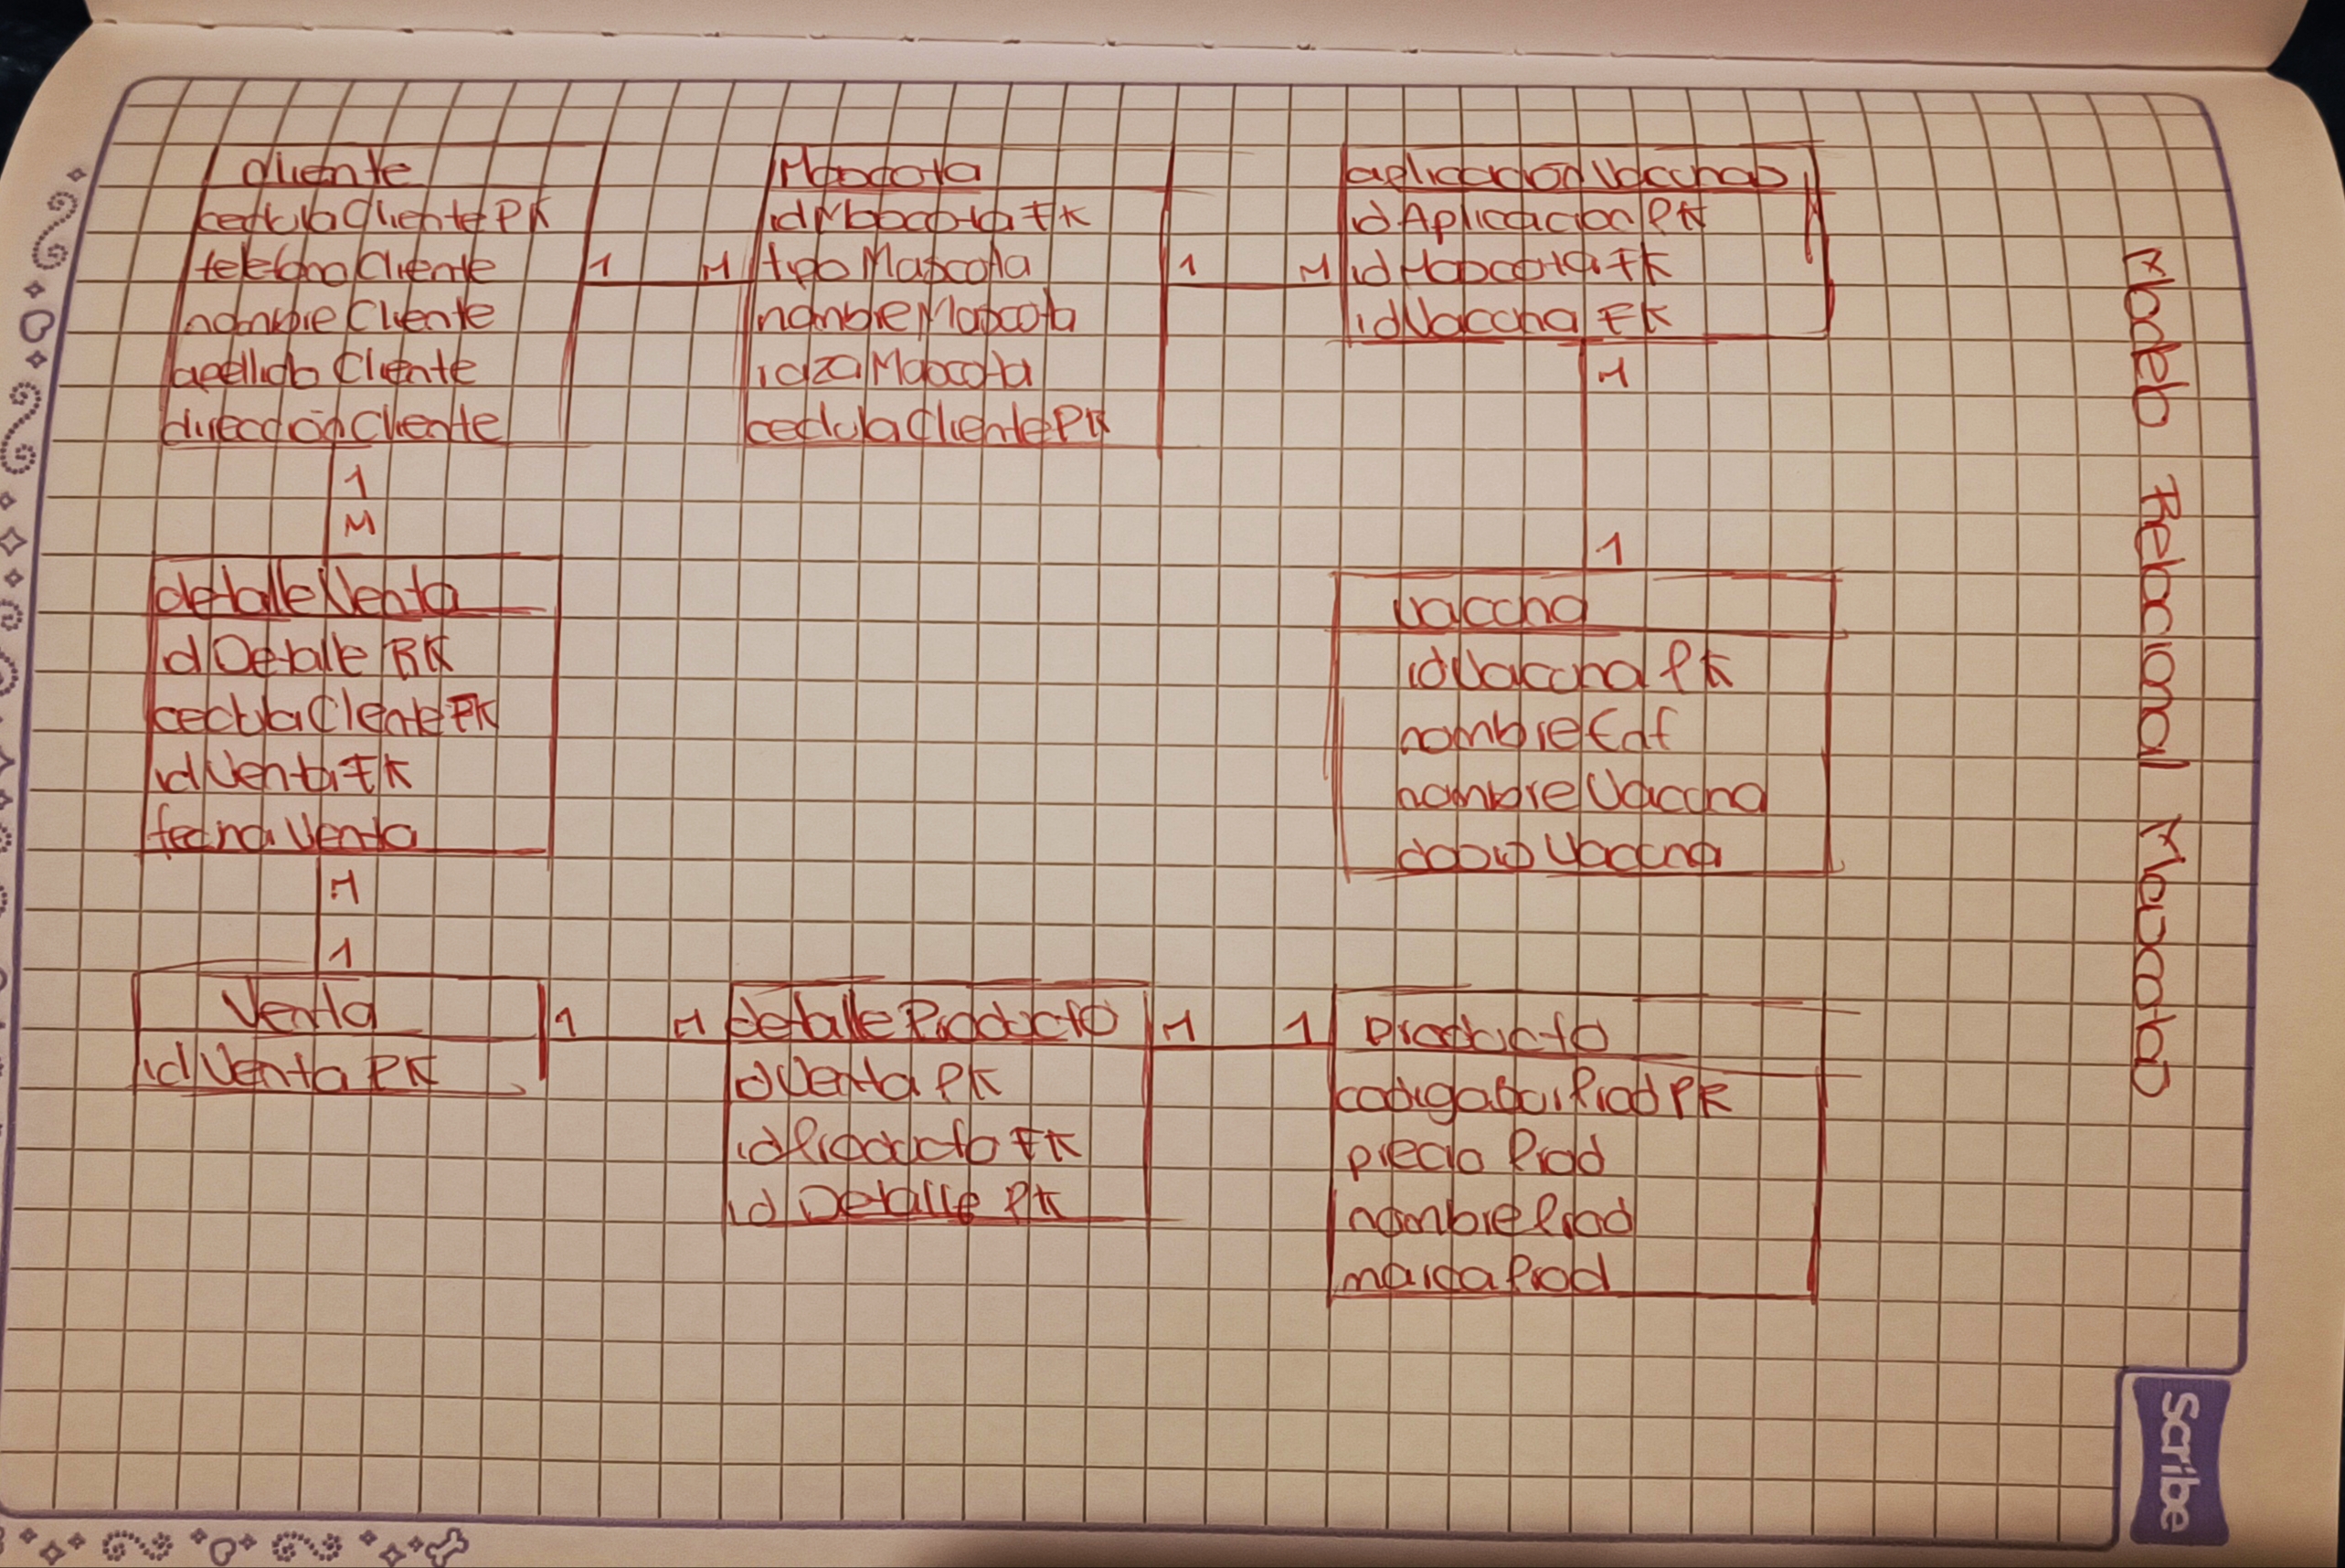 cliente
cedulaCliente PK
telefonoCliente
nombreCliente
apellidoCliente
direcciónCliente
1
M
Mascota
idMascota FK
tipoMascota
nombreMascota
razaMascota
cedulaCliente PK
1
M
aplicaciónVacunas
idAplicacion PK
idMascota FK
idVacuna FK
M
1
1
M
detalleVenta
idDetalle PK
cedulaCliente FK
idVenta FK
fechaVenta
M
1
vacuna
idVacuna PK
nombreEnf
nombreVacuna
dosisVacuna
Venta
idVenta PK
1
M
detalleProducto
idVenta PK
idProducto FK
idDetalle PK
M
1
producto
codigobarProd PK
precioProd
nombreProd
marcaProd
Modelo Relacional Mascotas
Scribe